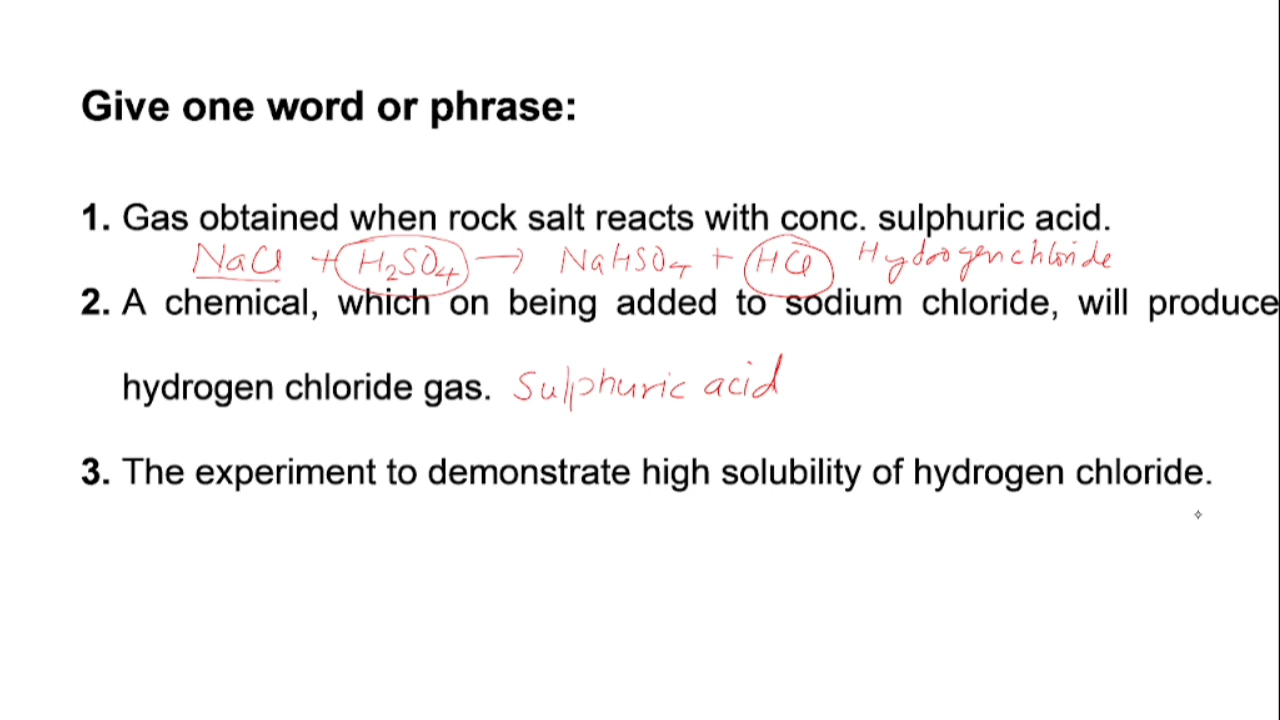 Give one word or phrase:
1. Gas obtained when rock salt reacts with conc. sulphuric acid.
NaCl + H₂SO₄ → NaHSO₄ + HCl Hydrogen chloride
2. A chemical, which on being added to sodium chloride, will produce
hydrogen chloride gas. Sulphuric acid
3. The experiment to demonstrate high solubility of hydrogen chloride.